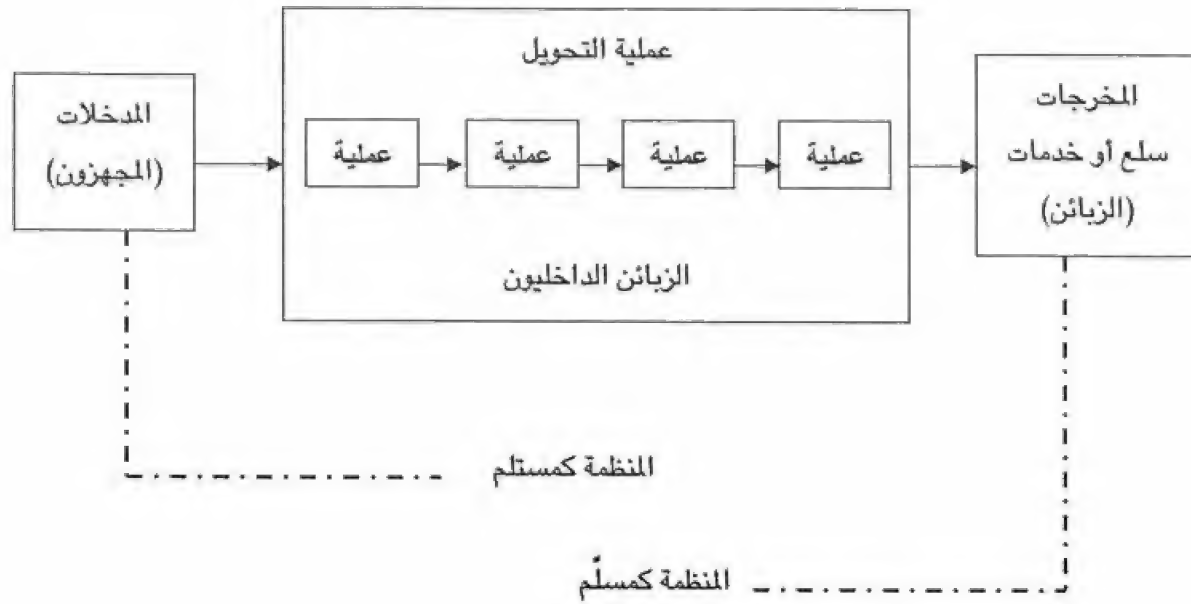 عملية التحويل
المدخلات
(المجهزون)
عملية
عملية
عملية
عملية
الزبائن الداخليون
المخرجات
سلع أو خدمات
(الزبائن)
المنظمة كمستلم
المنظمة كمسلّم